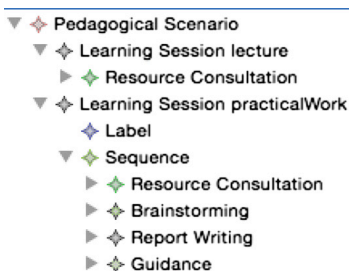 Pedagogical Scenario
Learning Session lecture
Resource Consultation
Learning Session practicalWork
Label
Sequence
Resource Consultation
Brainstorming
Report Writing
Guidance